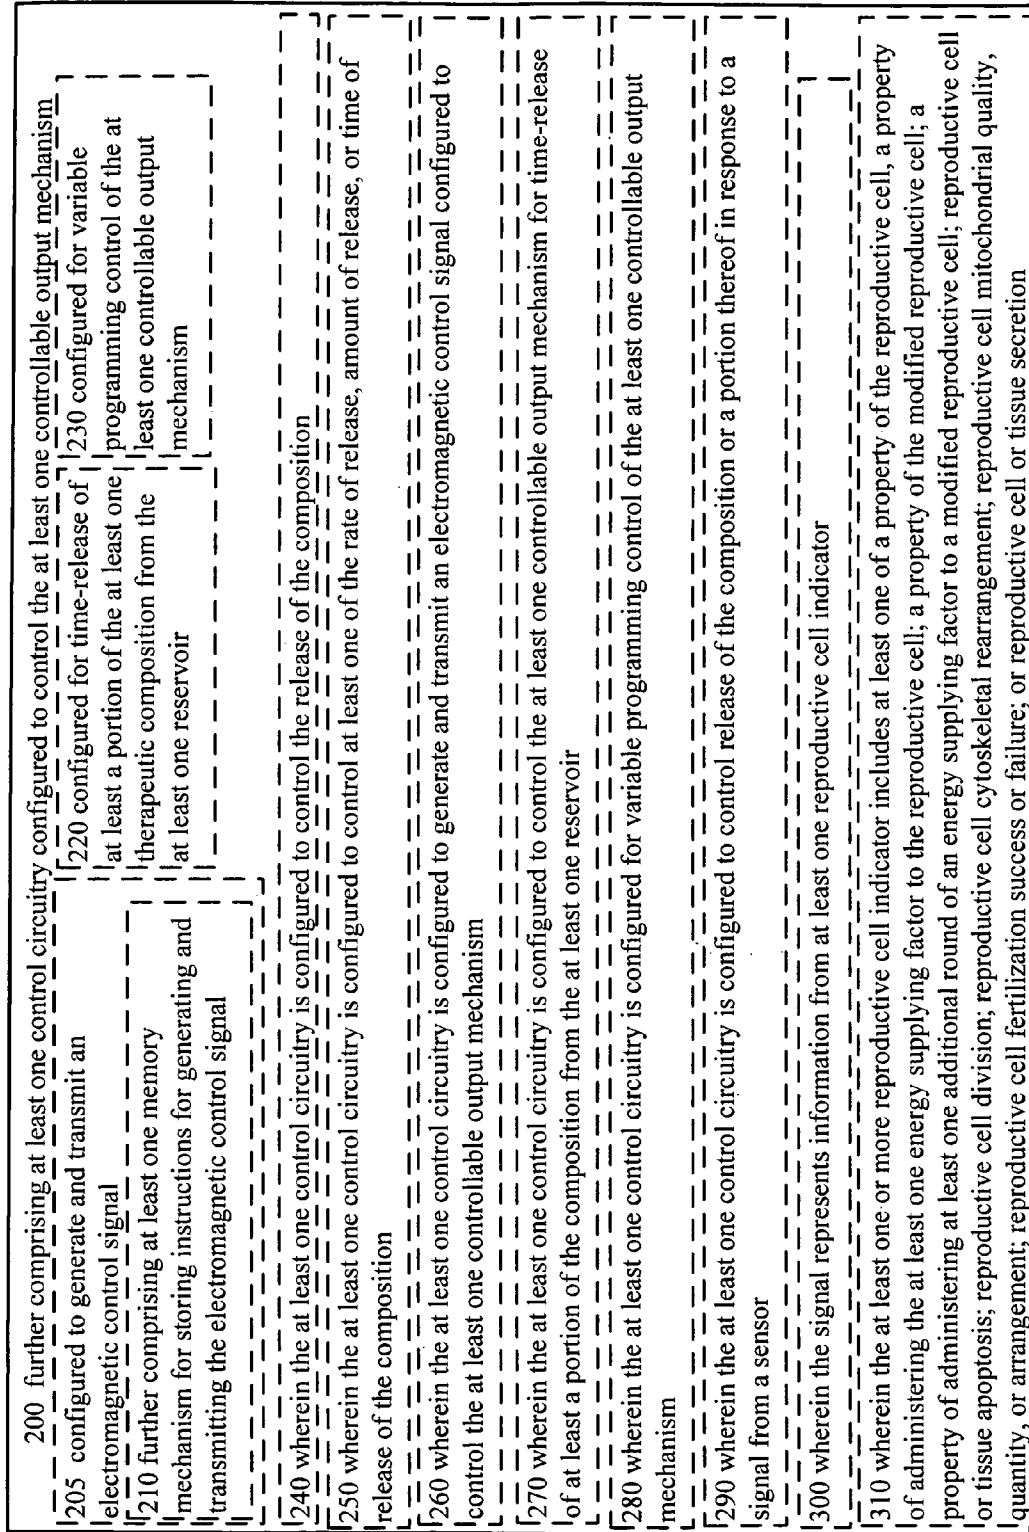 200 further comprising at least one control circuitry configured to control the at least one controllable output mechanism
205 configured to generate and transmit an
electromagnetic control signal
210 further comprising at least one memory
mechanism for storing instructions for generating and
transmitting the electromagnetic control signal
220 configured for time-release of
at least a portion of the at least one
therapeutic composition from the
at least one reservoir
230 configured for variable
programming control of the at
least one controllable output
mechanism
240 wherein the at least one control circuitry is configured to control the release of the composition
250 wherein the at least one control circuitry is configured to control at least one of the rate of release, amount of release, or time of
release of the composition
260 wherein the at least one control circuitry is configured to generate and transmit an electromagnetic control signal configured to
control the at least one controllable output mechanism
270 wherein the at least one control circuitry is configured to control the at least one controllable output mechanism for time-release
of at least a portion of the composition from the at least one reservoir
280 wherein the at least one control circuitry is configured for variable programming control of the at least one controllable output
mechanism
290 wherein the at least one control circuitry is configured to control release of the composition or a portion thereof in response to a
signal from a sensor
300 wherein the signal represents information from at least one reproductive cell indicator
310 wherein the at least one or more reproductive cell indicator includes at least one of a property of the reproductive cell, a property
of administering the at least one energy supplying factor to the reproductive cell; a property of the modified reproductive cell; a
property of administering at least one additional round of an energy supplying factor to a modified reproductive cell; reproductive cell
or tissue apoptosis; reproductive cell division; reproductive cell cytoskeletal rearrangement; reproductive cell mitochondrial quality,
quantity, or arrangement; reproductive cell fertilization success or failure; or reproductive cell or tissue secretion